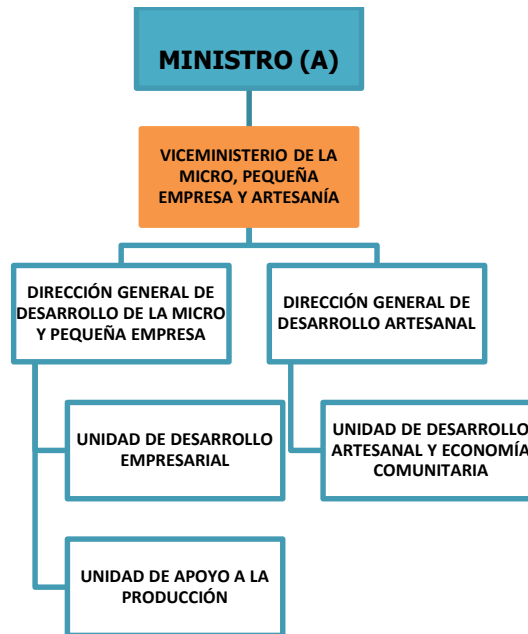 MINISTRO (A)
VICEMINISTERIO DE LA
MICRO, PEQUEÑA
EMPRESA Y ARTESANÍA
DIRECCIÓN GENERAL DE
DESARROLLO DE LA MICRO
Y PEQUEÑA EMPRESA
DIRECCIÓN GENERAL DE
DESARROLLO ARTESANAL
UNIDAD DE DESARROLLO
EMPRESARIAL
UNIDAD DE DESARROLLO
ARTESANAL Y ECONOMÍA
COMUNITARIA
UNIDAD DE APOYO A LA
PRODUCCIÓN